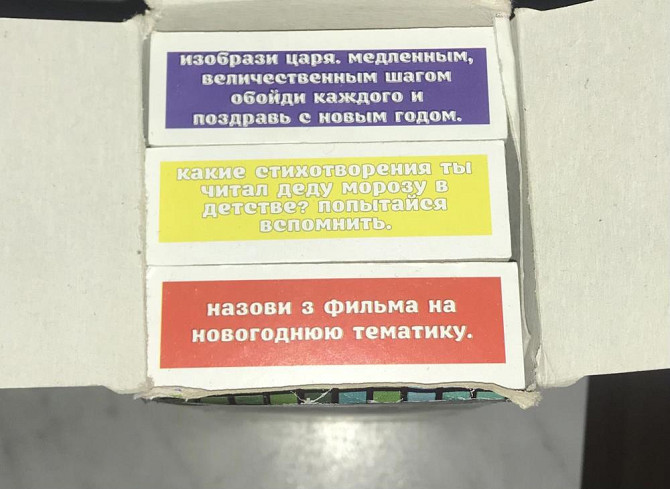 изобрази царя. медленным,
величественным шагом
обойди каждого и
поздравь с новым годом.
какие стихотворения ты
читал деду морозу в
детстве? попытайся
вспомнить.
назови 3 фильма на
новогоднюю тематику.